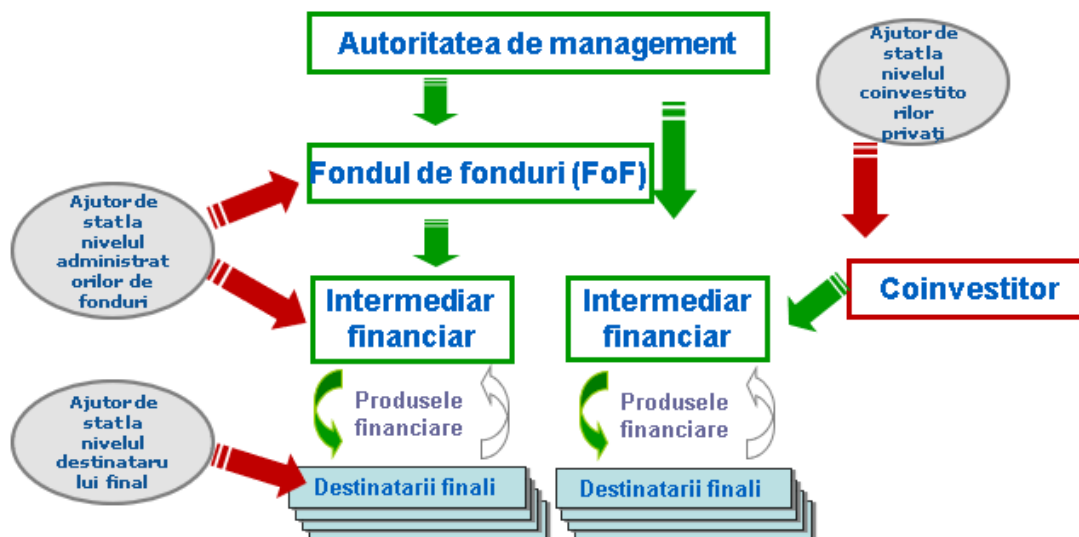 Autoritatea de management
Ajutor de
stat la
nivelul
coinvestito
rilor
privați
Fondul de fonduri (FoF)
Ajutor de
stat la
nivelul
administrat
orilor de
fonduri
Intermediar
financiar
Intermediar
financiar
Coinvestitor
Produsele
financiare
Produsele
financiare
Ajutor de
stat la
nivelul
destinataru
lui final
Destinatarii finali
Destinatarii finali